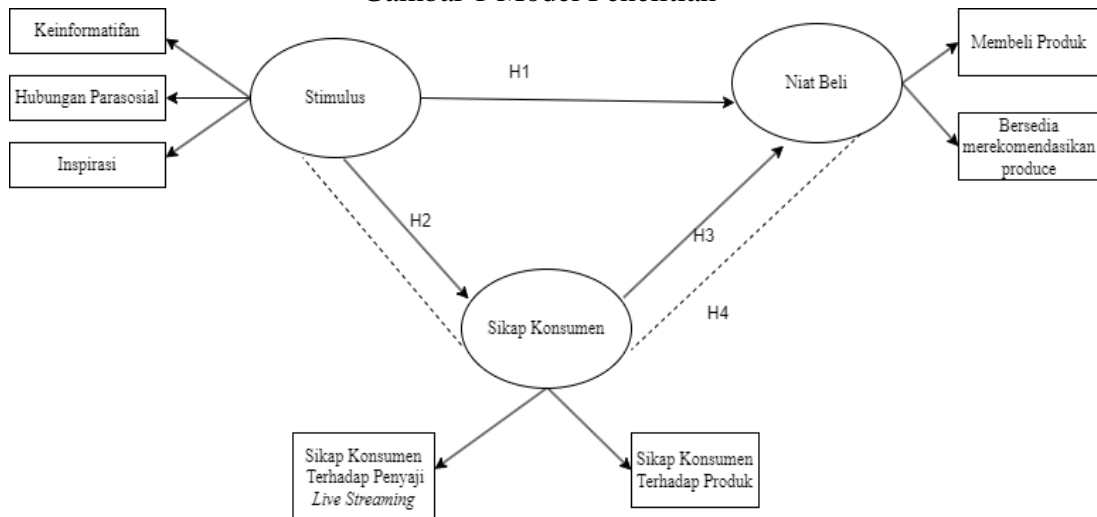 Gambar 1 Model Penelitian
Keinformatifan
Hubungan Parasosial
Inspirasi
Stimulus
H1
Niat Beli
Membeli Produk
Bersedia
merekomendasikan
produce
H2
H3
H4
Sikap Konsumen
Sikap Konsumen
Terhadap Penyaji
Live Streaming
Sikap Konsumen
Terhadap Produk